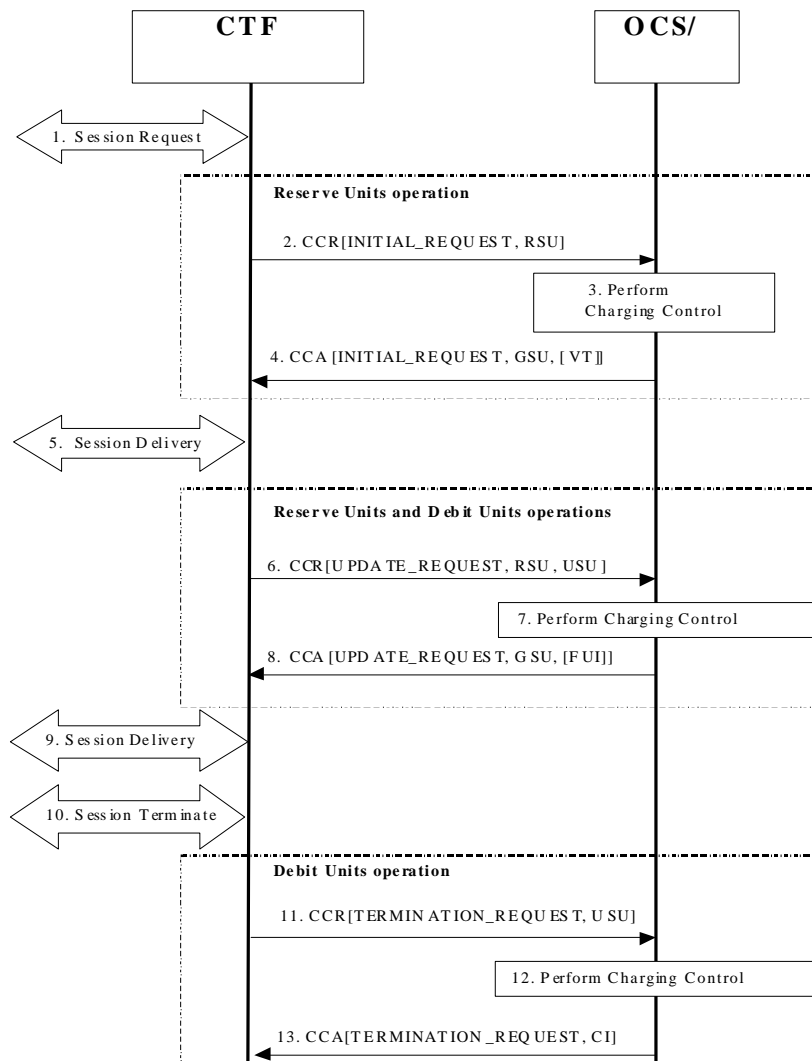 CTF
OCS/
1. Session Request
Reserve Units operation
2. CCR[INITIAL_REQUEST, RSU]
3. Perform
Charging Control
4. CCA [INITIAL_REQUEST, GSU, [VT]]
5. Session Delivery
Reserve Units and Debit Units operations
6. CCR[UPDATE_REQUEST, RSU, USU]
7. Perform Charging Control
8. CCA [UPDATE_REQUEST, GSU, [FUI]]
9. Session Delivery
10. Session Terminate
Debit Units operation
11. CCR[TERMINATION_REQUEST, USU]
12. Perform Charging Control
13. CCA[TERMINATION_REQUEST, CI]